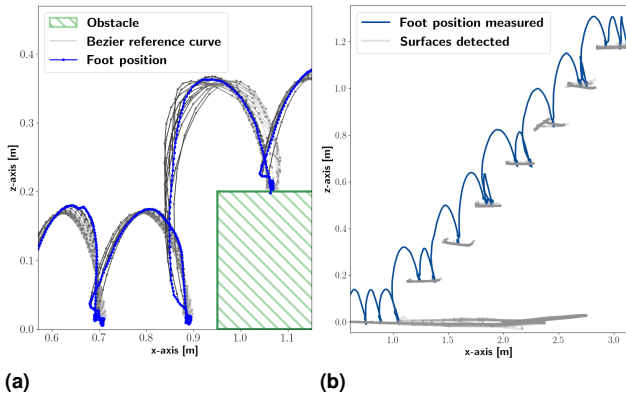 Obstacle
Bezier reference curve
Foot position
0.4
0.2
0.1
0.0
z-axis [m]
0.6
0.7
0.8
0.9
1.0
1.1
x-axis [m]
(a)
Foot position measured
Surfaces detected
1.2
1.0
0.8
0.6
0.4
0.2
0.0
z-axis [m]
1.0
1.5
2.0
2.5
3.0
x-axis [m]
(b)